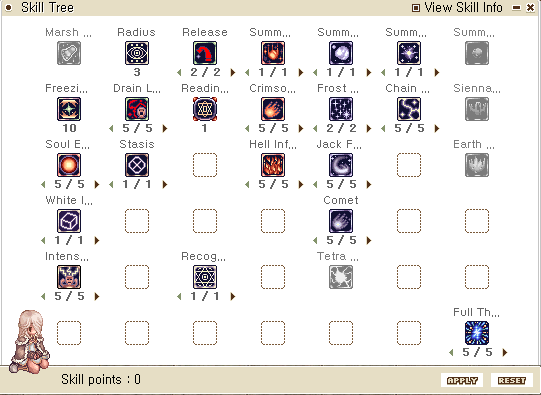 Skill Tree View Skill Info
Marsh ... Radius Release Summ... Summ... Summ... Summ...
3 2 / 2 1 / 1 1 / 1 1 / 1
Freezi... Drain L... Readin... Crimso... Frost ... Chain ... Sienna...
10 5 / 5 1 5 / 5 2 / 2 5 / 5
Soul E... Stasis Hell Inf... Jack F... Earth ...
5 / 5 1 / 1 5 / 5 5 / 5
White I... Comet
1 / 1 5 / 5
Intens... Recog... Tetra ...
5 / 5 1 / 1
Full Th...
5 / 5
Skill points : 0 APPLY RESET